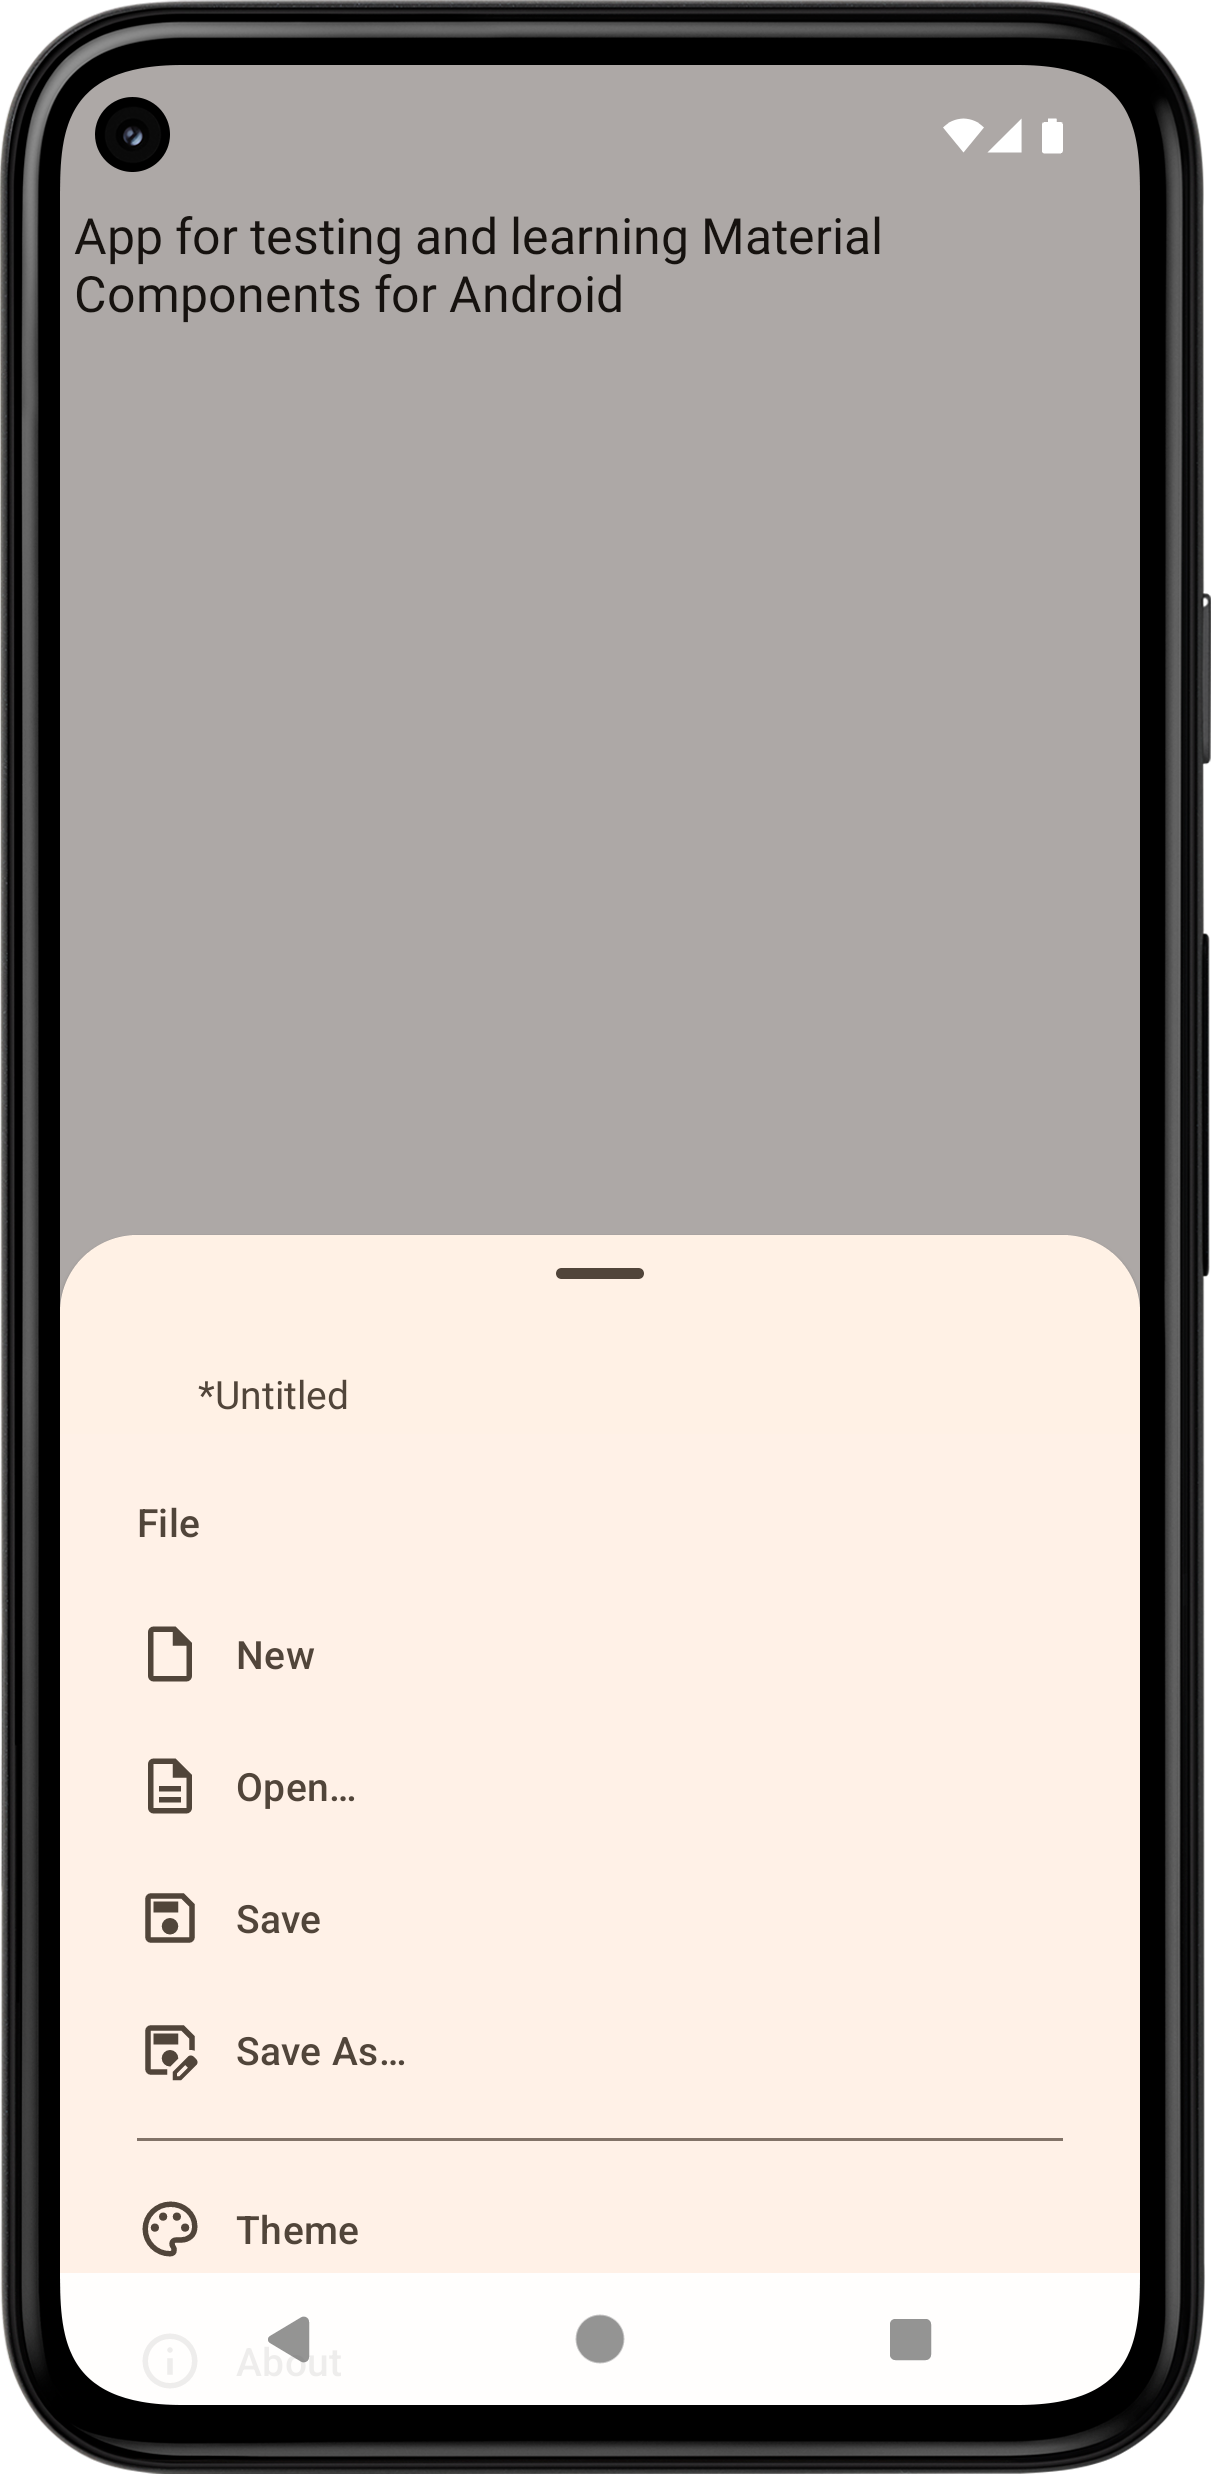 App for testing and learning Material
Components for Android
*Untitled
File
New
Open…
Save
Save As…
Theme
About